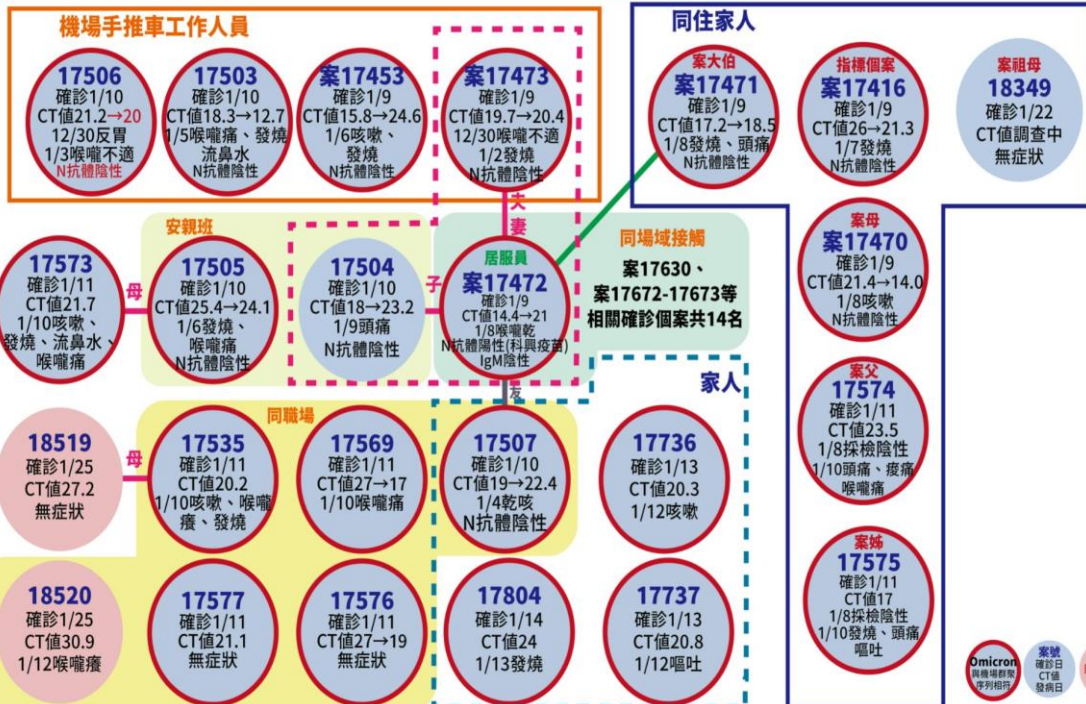 機場手推車工作人員
17506
確診1/10
CT值21.2→20
12/30反胃
1/3喉嚨不適
N抗體陰性
17503
確診1/10
CT值18.3→12.7
1/5喉嚨痛、發燒
流鼻水
N抗體陰性
案17453
確診1/9
CT值15.8→24.6
1/6咳嗽、
發燒
N抗體陰性
案17473
確診1/9
CT值19.7→20.4
12/30喉嚨不適
1/2發燒
N抗體陰性
同住家人
案大伯
案17471
確診1/9
CT值17.2→18.5
1/8發燒、頭痛
N抗體陰性
指標個案
案17416
確診1/9
CT值26→21.3
1/7發燒
N抗體陰性
案祖母
18349
確診1/22
CT值調查中
無症狀
夫
妻
17573
確診1/11
CT值21.7
1/10咳嗽、
發燒、流鼻水、
喉嚨痛
母
安親班
17505
確診1/10
CT值25.4→24.1
1/6發燒、
喉嚨痛
N抗體陰性
17504
確診1/10
CT值18→23.2
1/9頭痛
N抗體陰性
子
居服員
案17472
確診1/9
CT值14.4→21
1/8喉嚨乾
N抗體陽性(科興疫苗)
IgM陰性
同場域接觸
案17630、
案17672-17673等
相關確診個案共14名
案母
案17470
確診1/9
CT值21.4→14.0
1/8咳嗽
N抗體陰性
友
家人
案父
17574
確診1/11
CT值23.5
1/8採檢陰性
1/10頭痛、痠痛
喉嚨痛
同職場
18519
確診1/25
CT值27.2
無症狀
母
17535
確診1/11
CT值20.2
1/10咳嗽、喉嚨
癢、發燒
17569
確診1/11
CT值27→17
1/10喉嚨痛
17507
確診1/10
CT值19→22.4
1/4乾咳
N抗體陰性
17736
確診1/13
CT值20.3
1/12咳嗽
案姊
17575
確診1/11
CT值17
1/8採檢陰性
1/10發燒、頭痛
嘔吐
18520
確診1/25
CT值30.9
1/12喉嚨癢
17577
確診1/11
CT值21.1
無症狀
17576
確診1/11
CT值27→19
無症狀
17804
確診1/14
CT值24
1/13發燒
17737
確診1/13
CT值20.8
1/12嘔吐
Omicron
與機場群聚
序列相符
案號
確診日
CT值
發病日